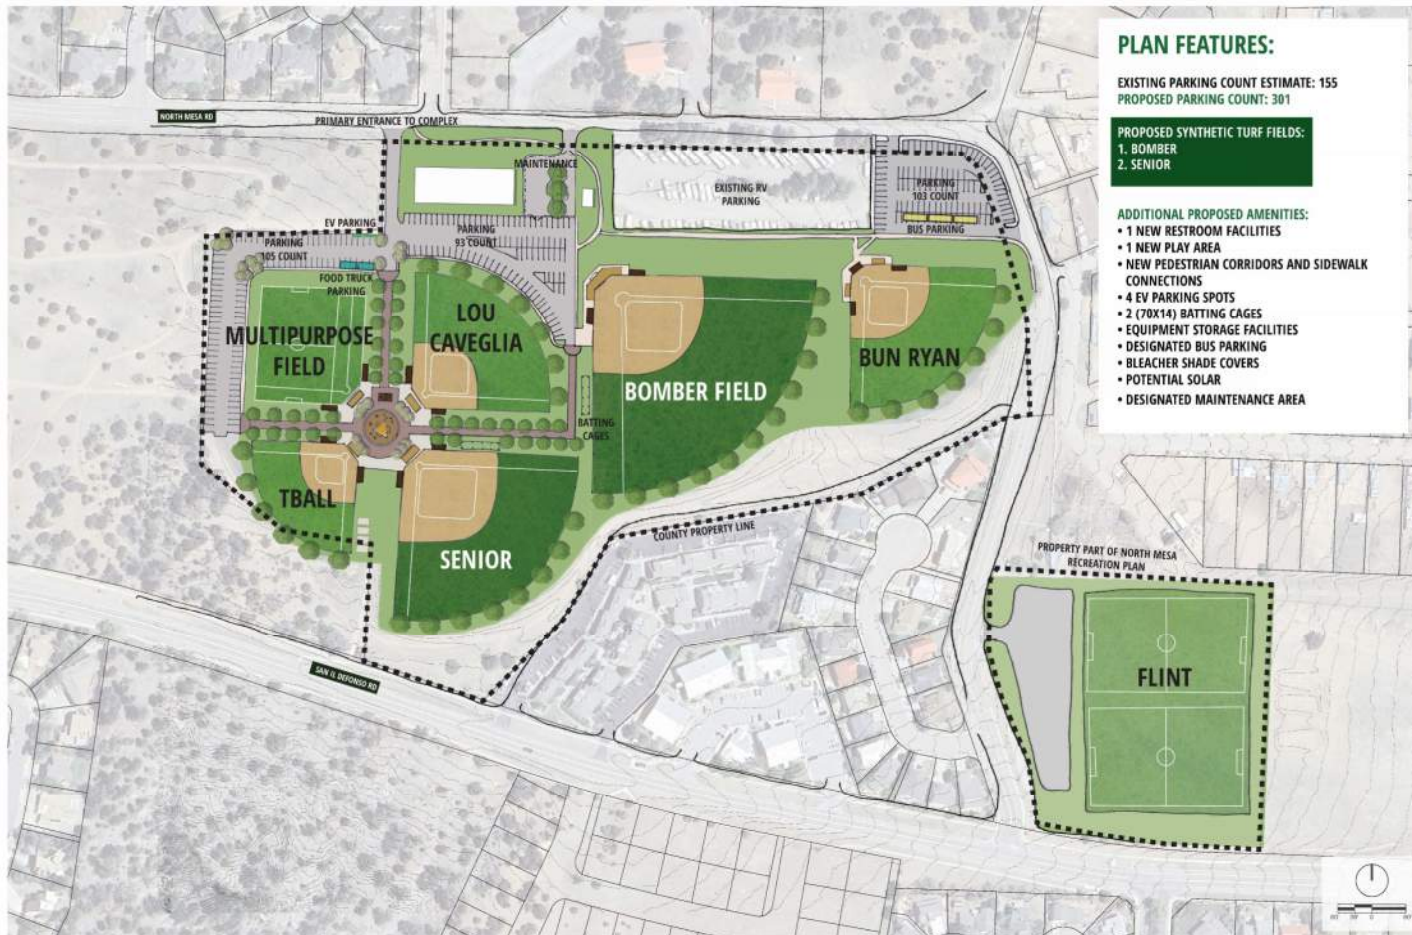 PLAN FEATURES:
EXISTING PARKING COUNT ESTIMATE: 155
PROPOSED PARKING COUNT: 301
PROPOSED SYNTHETIC TURF FIELDS:
1. BOMBER
2. SENIOR
ADDITIONAL PROPOSED AMENITIES:
• 1 NEW RESTROOM FACILITIES
• 1 NEW PLAY AREA
• NEW PEDESTRIAN CORRIDORS AND SIDEWALK
CONNECTIONS
• 4 EV PARKING SPOTS
• 2 (70X14) BATTING CAGES
• EQUIPMENT STORAGE FACILITIES
• DESIGNATED BUS PARKING
• BLEACHER SHADE COVERS
• POTENTIAL SOLAR
• DESIGNATED MAINTENANCE AREA
NORTH MESA RD
PRIMARY ENTRANCE TO COMPLEX
MAINTENANCE
EXISTING RV
PARKING
PARKING
103 COUNT
BUS PARKING
EV PARKING
PARKING
105 COUNT
PARKING
93 COUNT
FOOD TRUCK
PARKING
MULTIPURPOSE
FIELD
LOU
CAVEGLIA
BOMBER FIELD
BUN RYAN
BATTING
CAGES
TBALL
SENIOR
COUNTY PROPERTY LINE
PROPERTY PART OF NORTH MESA
RECREATION PLAN
FLINT
SAN IL DEFONSO RD